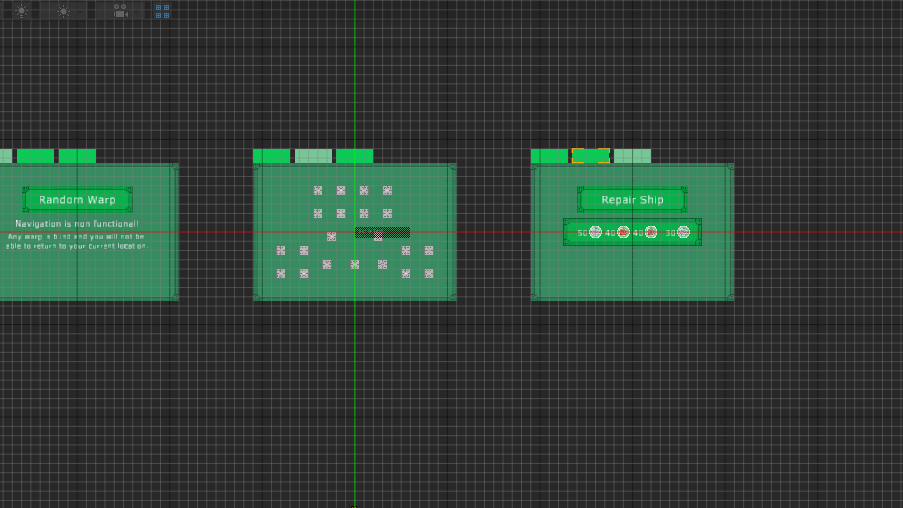 Random Warp
Navigation is non functional!
Any warp is blind and you will not be
able to return to your current location.
Repair Ship
50 40 40 30